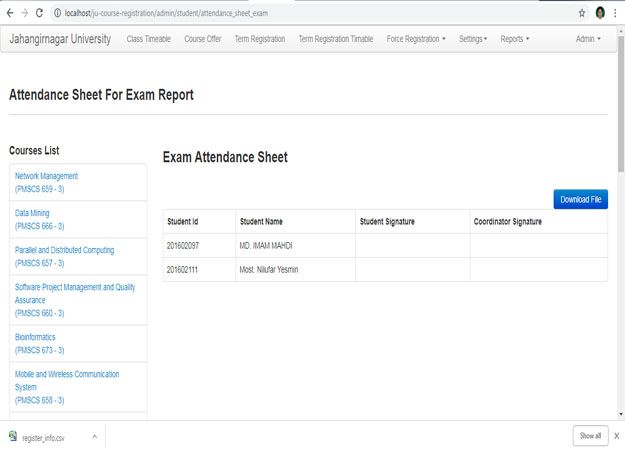 localhost/ju-course-registration/admin/student/attendance_sheet_exam
Jahangirnagar University Class Timeable Course Offer Term Registration Term Registration Timable Force Registration Settings Reports Admin
Attendance Sheet For Exam Report
Courses List
Network Management
(PMSCS 659 - 3)
Data Mining
(PMSCS 666 - 3)
Parallel and Distributed Computing
(PMSCS 657 - 3)
Software Project Management and Quality
Assurance
(PMSCS 660 - 3)
Bioinformatics
(PMSCS 673 - 3)
Mobile and Wireless Communication
System
(PMSCS 658 - 3)
Exam Attendance Sheet
Download File
Student Id Student Name Student Signature Coordinator Signature
201602097 MD. IMAM MAHDI
201602111 Most. Nilufar Yesmin
register_info.csv
Show all